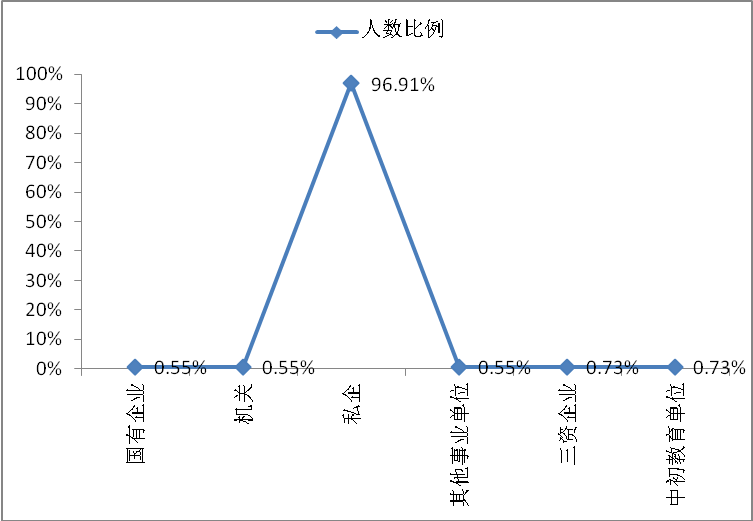 人数比例
100%
90%
80%
70%
60%
50%
40%
30%
20%
10%
0%
96.91%
0.55%
0.55%
0.55%
0.73%
0.73%
国有企业
机关
私企
其他事业单位
三资企业
中初教育单位